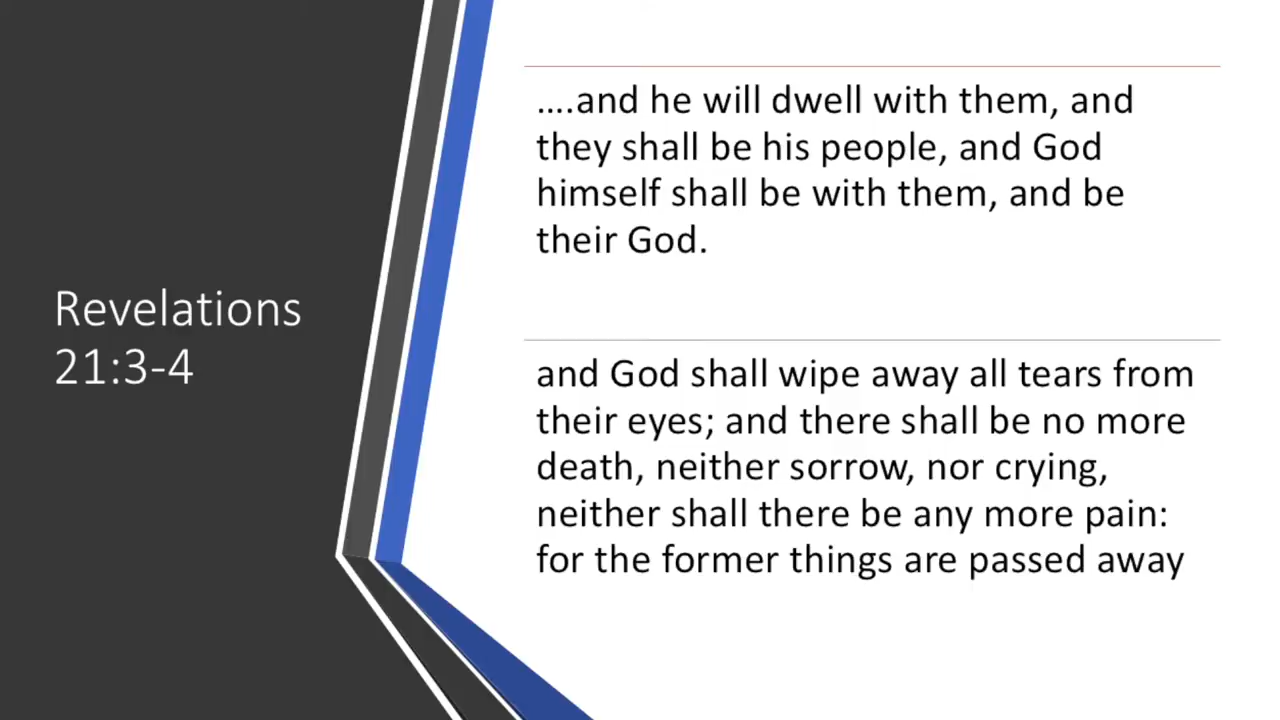 Revelations
21:3-4
....and he will dwell with them, and
they shall be his people, and God
himself shall be with them, and be
their God.
and God shall wipe away all tears from
their eyes; and there shall be no more
death, neither sorrow, nor crying,
neither shall there be any more pain:
for the former things are passed away